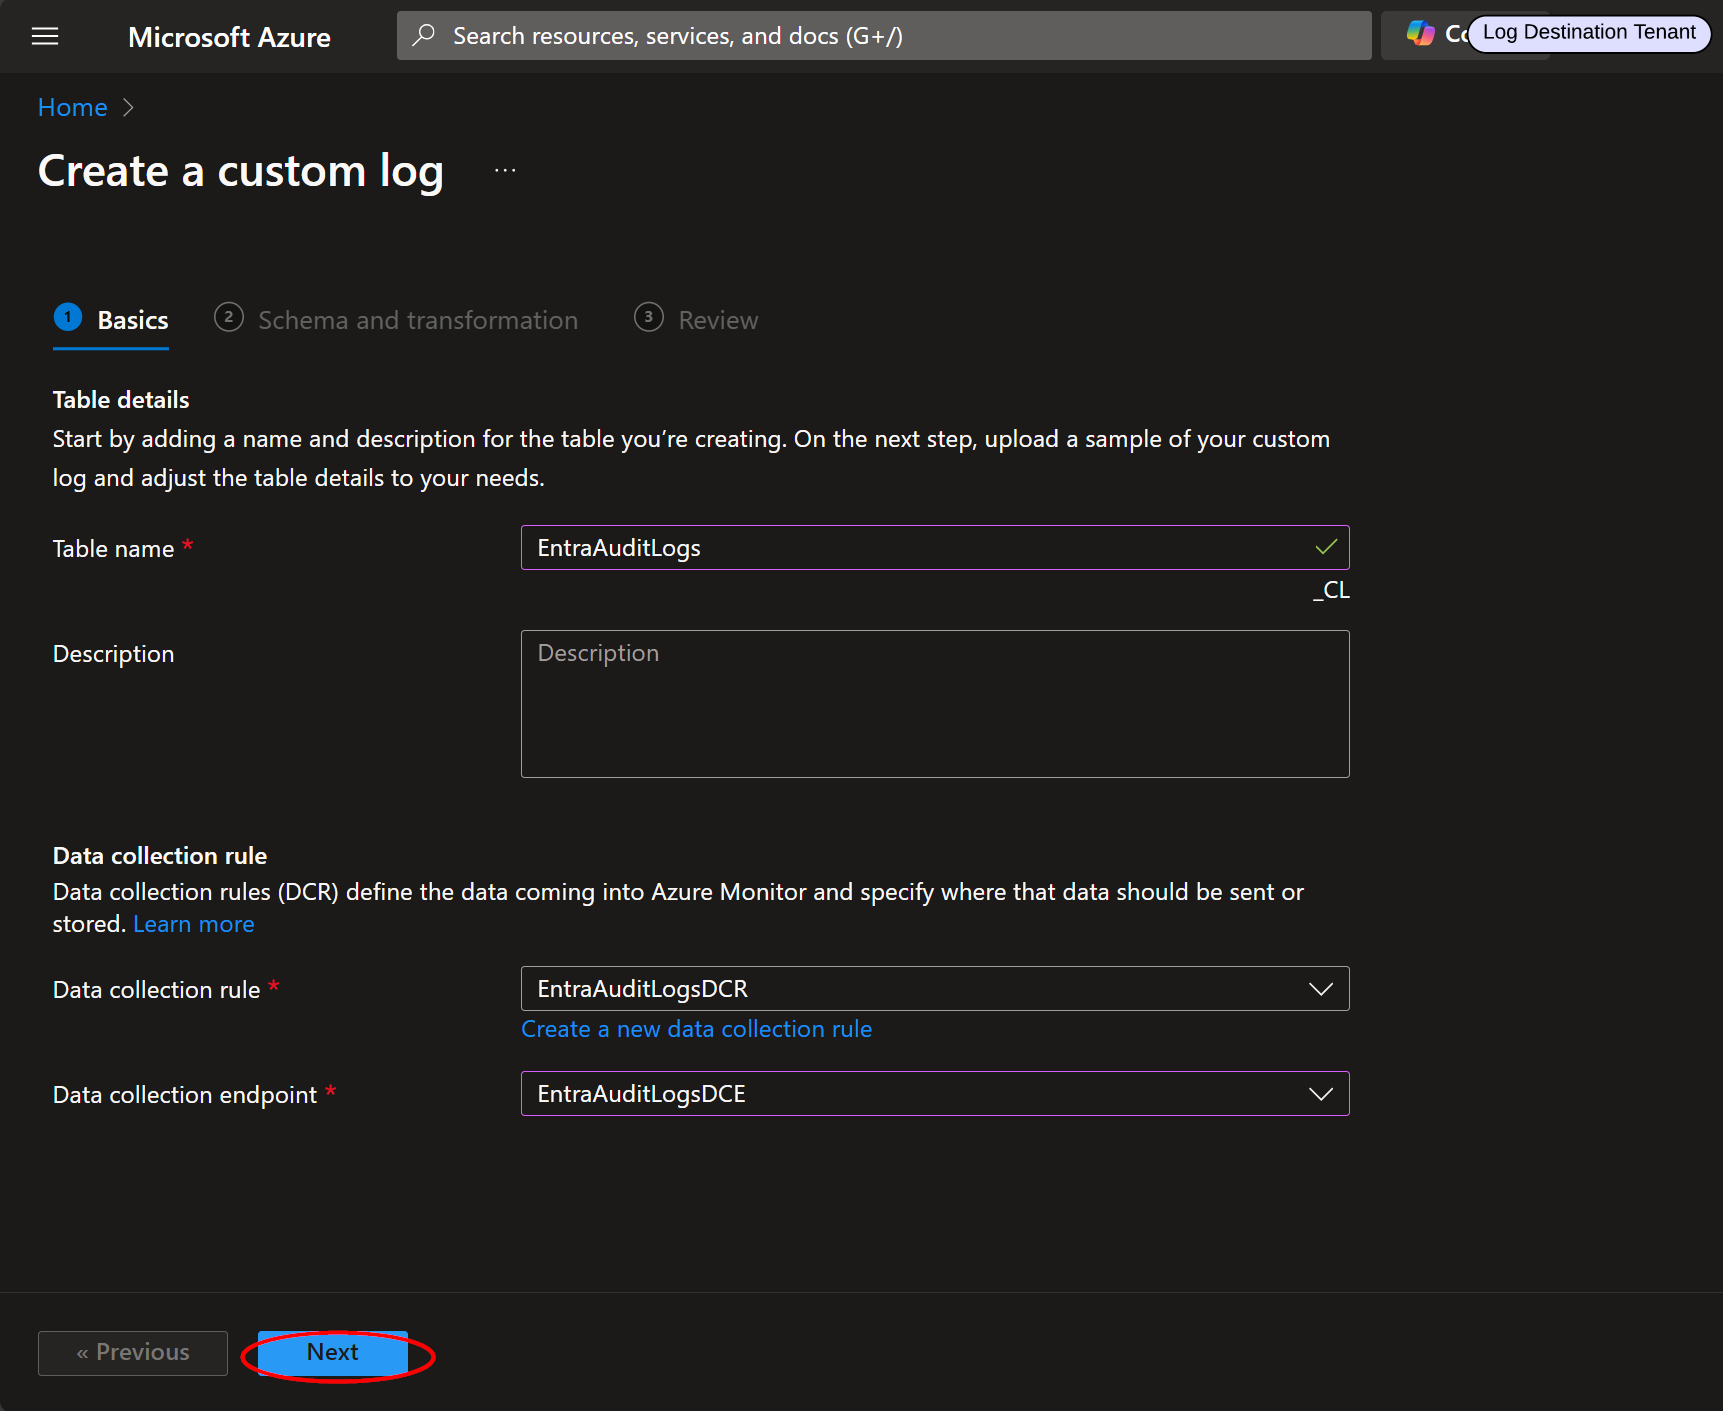 Microsoft Azure
Search resources, services, and docs (G+/)
Co
Log Destination Tenant
Home
Create a custom log
...
1 Basics
2 Schema and transformation
3 Review
Table details
Start by adding a name and description for the table you’re creating. On the next step, upload a sample of your custom
log and adjust the table details to your needs.
Table name *
EntraAuditLogs
_CL
Description
Description
Data collection rule
Data collection rules (DCR) define the data coming into Azure Monitor and specify where that data should be sent or
stored. Learn more
Data collection rule *
EntraAuditLogsDCR
Create a new data collection rule
Data collection endpoint *
EntraAuditLogsDCE
« Previous
Next